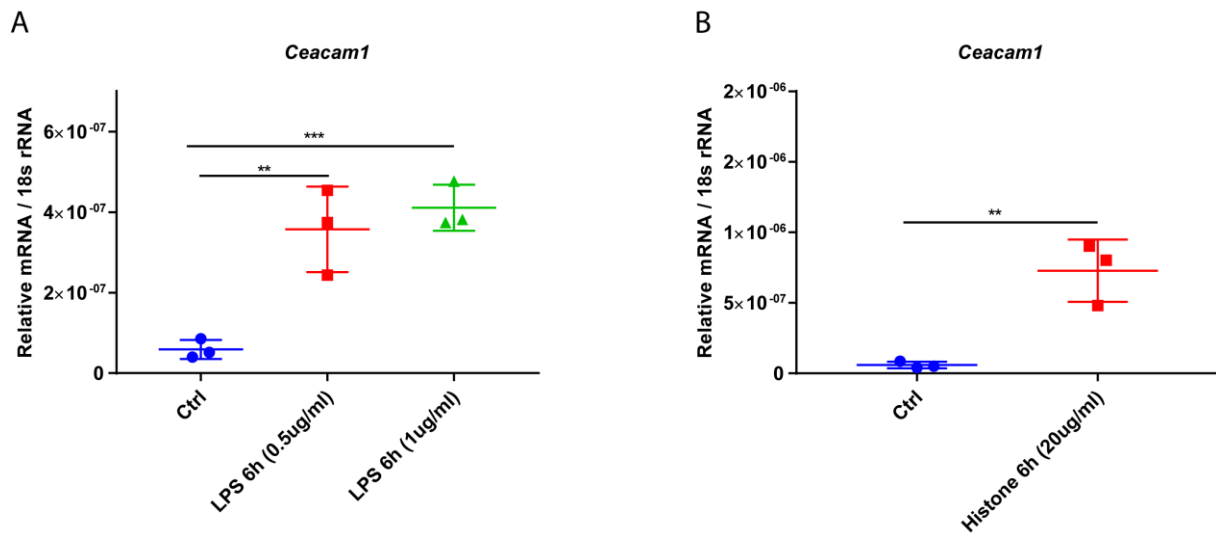 A
Ceacam1
Relative mRNA / 18s rRNA
6×10⁻⁰⁷
4×10⁻⁰⁷
2×10⁻⁰⁷
0
***
**
Ctrl
LPS 6h (0.5ug/ml)
LPS 6h (1ug/ml)
B
Ceacam1
Relative mRNA / 18s rRNA
2×10⁻⁰⁶
2×10⁻⁰⁶
1×10⁻⁰⁶
5×10⁻⁰⁷
0
**
Ctrl
Histone 6h (20ug/ml)